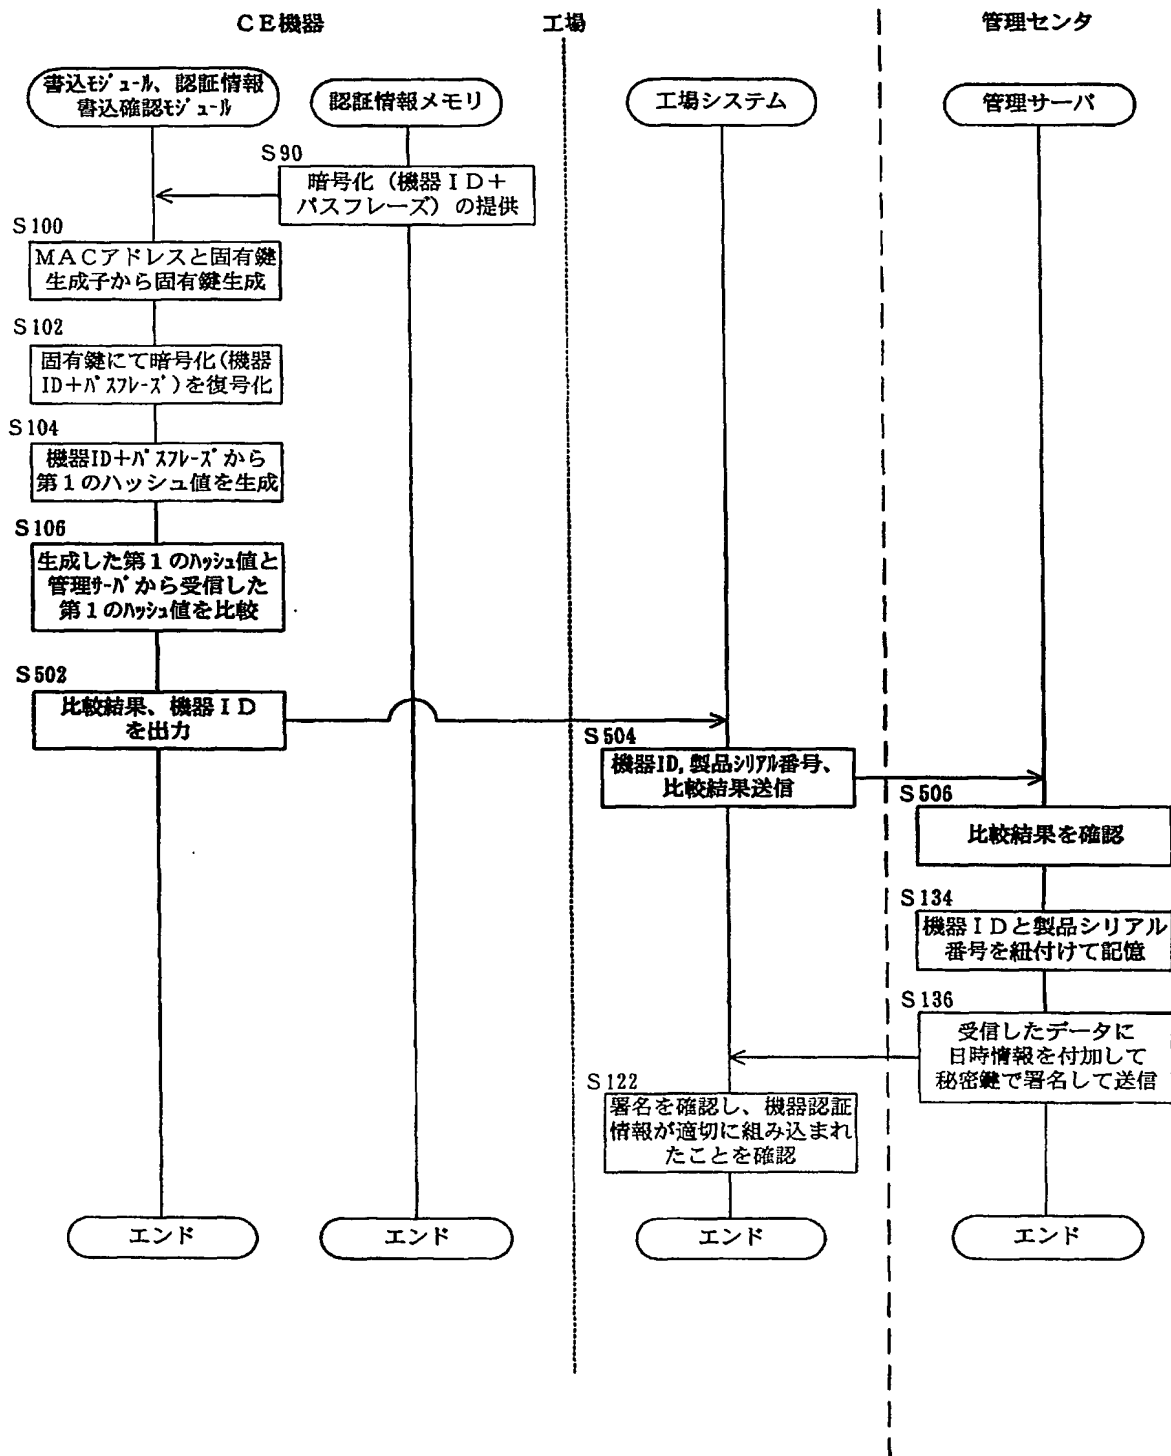 ＣＥ機器
工場
管理センタ
書込ﾓｼﾞｭｰﾙ、認証情報
書込確認ﾓｼﾞｭｰﾙ
認証情報メモリ
工場システム
管理サーバ
Ｓ90
暗号化（機器ＩＤ＋
パスフレーズ）の提供
Ｓ100
ＭＡＣアドレスと固有鍵
生成子から固有鍵生成
Ｓ102
固有鍵にて暗号化(機器
ID+ﾊﾟｽﾌﾚｰｽﾞ)を復号化
Ｓ104
機器ID+ﾊﾟｽﾌﾚｰｽﾞから
第１のハッシュ値を生成
Ｓ106
生成した第１のﾊｯｼｭ値と
管理ｻｰﾊﾞから受信した
第１のﾊｯｼｭ値を比較
Ｓ502
比較結果、機器ＩＤ
を出力
Ｓ504
機器ID,製品ｼﾘｱﾙ番号、
比較結果送信
Ｓ506
比較結果を確認
Ｓ134
機器ＩＤと製品シリアル
番号を紐付けて記憶
Ｓ136
受信したデータに
日時情報を付加して
秘密鍵で署名して送信
Ｓ122
署名を確認し、機器認証
情報が適切に組み込まれ
たことを確認
エンド
エンド
エンド
エンド